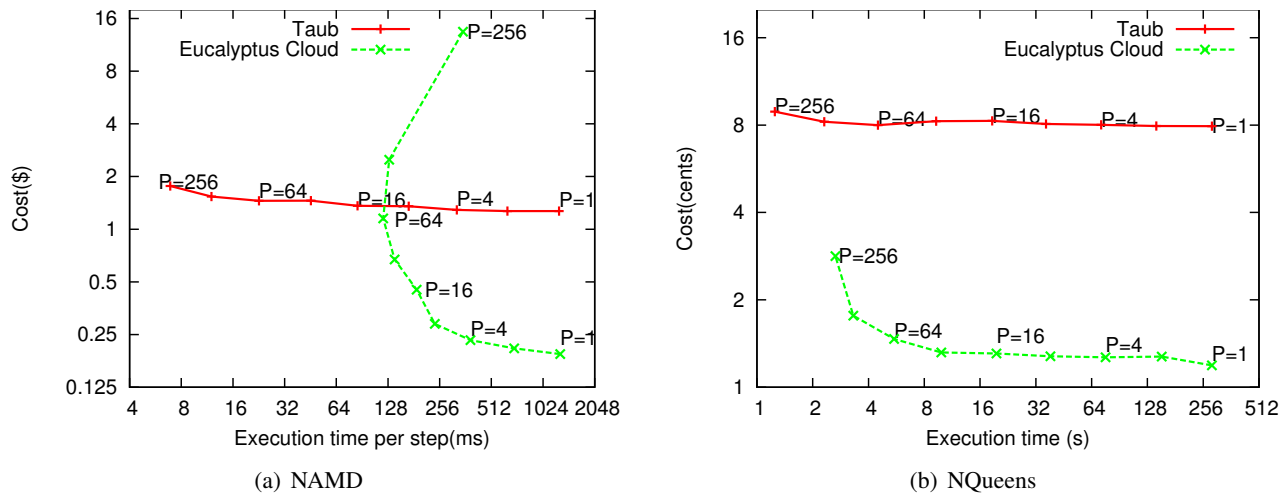 Taub
Eucalyptus Cloud
P=256
16
8
4
2
1
0.5
0.25
0.125
Cost($)
P=256
P=64
P=16
P=4
P=1
P=64
P=16
P=4
P=1
4 8 16 32 64 128 256 512 1024 2048
Execution time per step(ms)
(a) NAMD
Taub
Eucalyptus Cloud
16
8
4
2
1
Cost(cents)
P=256
P=64
P=16
P=4
P=1
P=256
P=64
P=16
P=4
P=1
1 2 4 8 16 32 64 128 256 512
Execution time (s)
(b) NQueens